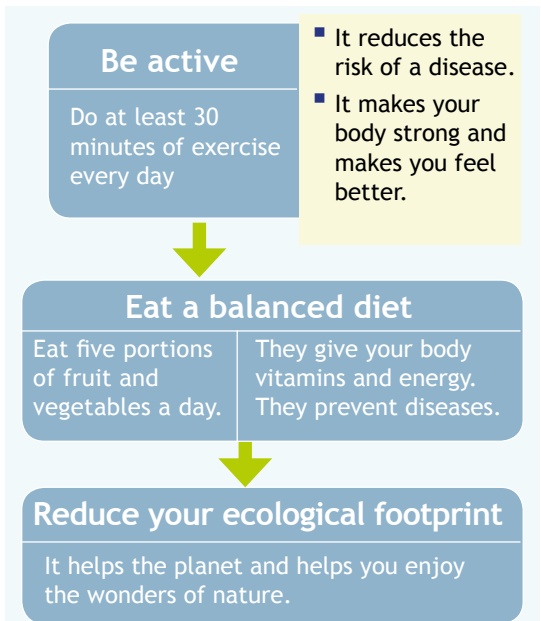 Be active
Do at least 30
minutes of exercise
every day
It reduces the
risk of a disease.
It makes your
body strong and
makes you feel
better.
Eat a balanced diet
Eat five portions
of fruit and
vegetables a day.
They give your body
vitamins and energy.
They prevent diseases.
Reduce your ecological footprint
It helps the planet and helps you enjoy
the wonders of nature.